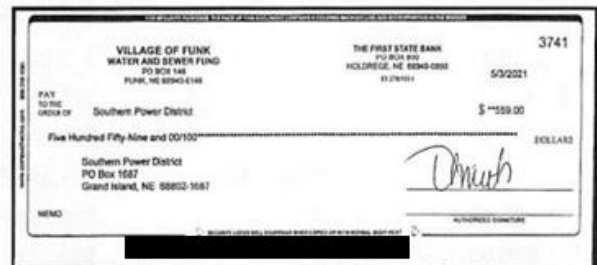 3741
VILLAGE OF FUNK
WATER AND SEWER FUND
PO BOX 146
FUNK, NE 68940-0146
THE FIRST STATE BANK
PO BOX 800
HOLDREGE, NE
5/3/2021
PAY
TO THE
ORDER OF Southern Power District
$ **559.00
Five Hundred Fifty-Nine and 00/100
DOLLARS
Southern Power District
PO Box 1687
Grand Island, NE 68802-1687
MEMO
AUTHORIZED SIGNATURE